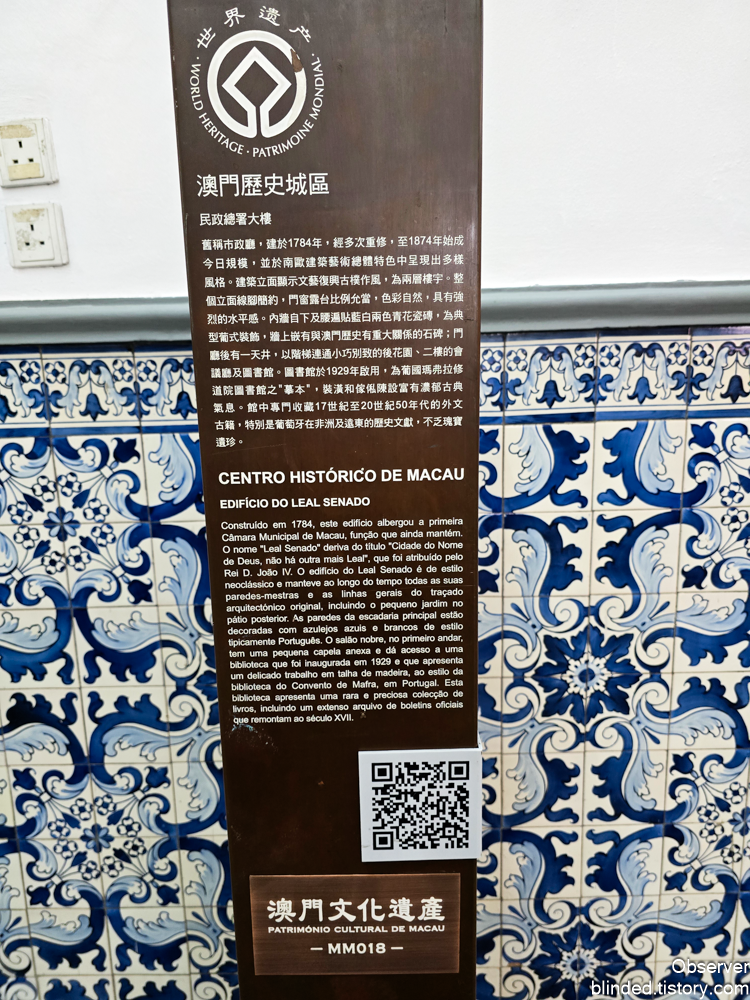 世界遗产
· WORLD HERITAGE · PATRIMOINE MONDIAL ·
澳門歷史城區
民政總署大樓
舊稱市政廳，建於1784年，經多次重修，至1874年始成
今日規模，並於南歐建築藝術總體特色中呈現出多樣
風格。建築立面顯示文藝復興古樸作風，為兩層樓宇。整
個立面線腳簡約，門窗露台比例允當，色彩自然，具有強
烈的水平感。內牆自下及腰遍貼藍白兩色青花瓷磚，為典
型葡式裝飾，牆上嵌有與澳門歷史有重大關係的石碑；門
廳後有一天井，以階梯連通小巧別致的後花園、二樓的會
議廳及圖書館。圖書館於1929年啟用，為葡國瑪弗拉修
道院圖書館之"摹本"，裝潢和傢俬陳設富有濃郁古典
氣息。館中專門收藏17世紀至20世紀50年代的外文
古籍，特別是葡萄牙在非洲及遠東的歷史文獻，不乏瑰寶
遺珍。
CENTRO HISTÓRICO DE MACAU
EDIFÍCIO DO LEAL SENADO
Construído em 1784, este edifício albergou a primeira
Câmara Municipal de Macau, função que ainda mantém.
O nome "Leal Senado" deriva do título "Cidade do Nome
de Deus, não há outra mais Leal", que foi atribuído pelo
Rei D. João IV. O edifício do Leal Senado é de estilo
neoclássico e manteve ao longo do tempo todas as suas
paredes-mestras e as linhas gerais do traçado
arquitectónico original, incluindo o pequeno jardim no
pátio posterior. As paredes da escadaria principal estão
decoradas com azulejos azuis e brancos de estilo
tipicamente Português. O salão nobre, no primeiro andar,
tem uma pequena capela anexa e dá acesso a uma
biblioteca que foi inaugurada em 1929 e que apresenta
um delicado trabalho em talha de madeira, ao estilo da
biblioteca do Convento de Mafra, em Portugal. Esta
biblioteca apresenta uma rara e preciosa colecção de
livros, incluindo um extenso arquivo de boletins oficiais
que remontam ao século XVII.
澳門文化遺產
PATRIMÓNIO CULTURAL DE MACAU
– MM018 –
Observer
blinded.tistory.com